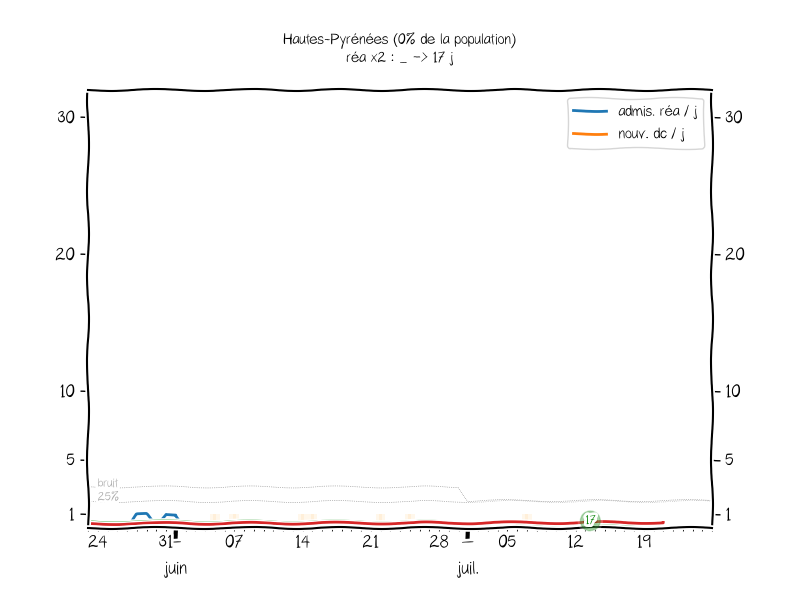 Hautes-Pyrénées (0% de la population)
réa x2 : _ -> 17 j
admis. réa / j
nouv. dc / j
30
30
20
20
10
10
5
5
bruit
25%
1
1
17
24 31 07 14 21 28 05 12 19
juin juil.